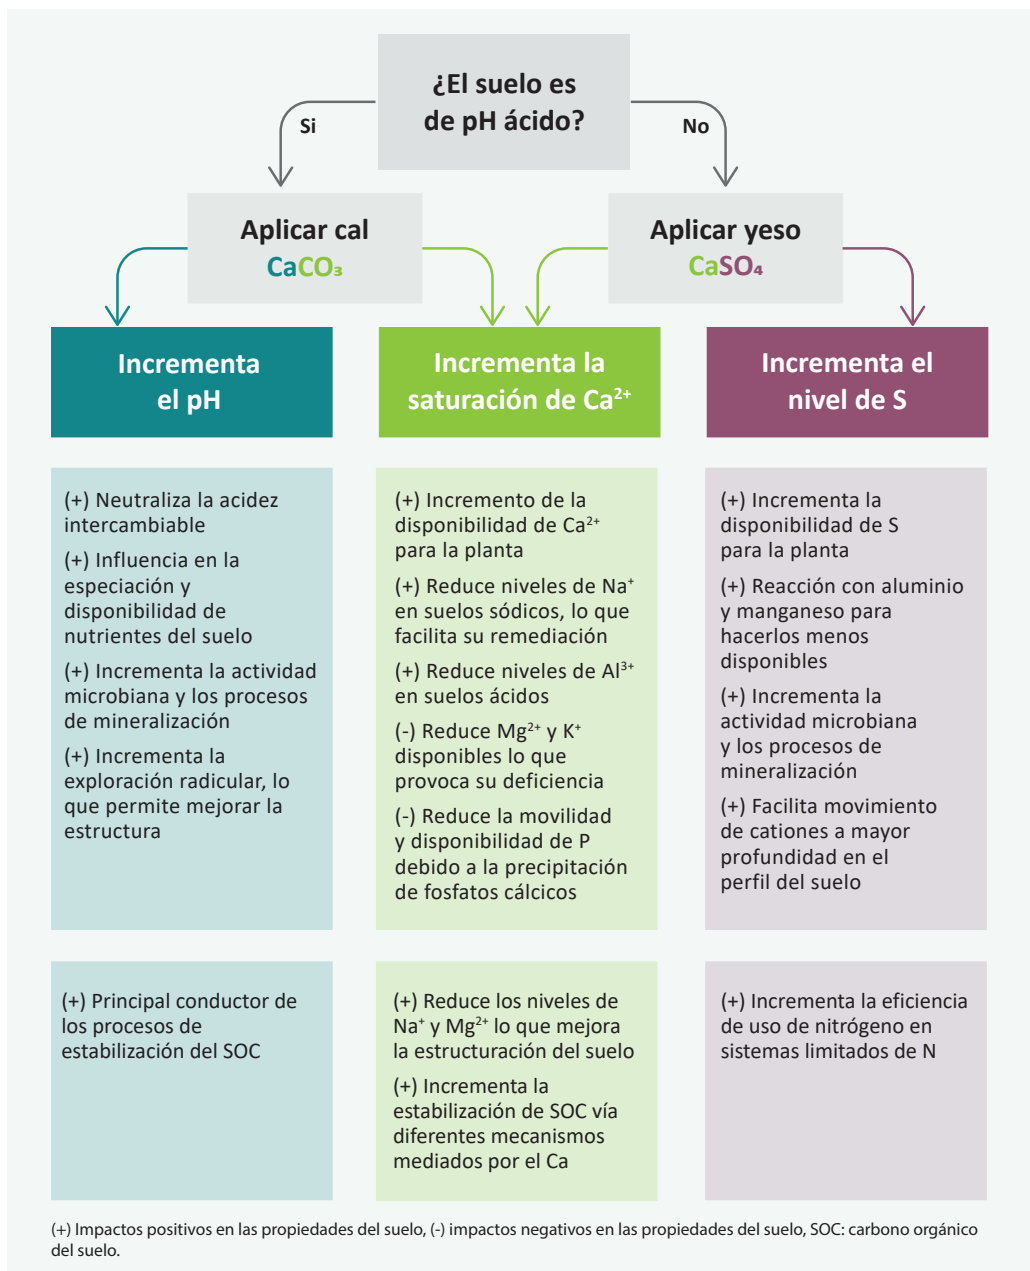 ¿El suelo es
de pH ácido?
Si
No
Aplicar cal
CaCO₃
Aplicar yeso
CaSO₄
Incrementa
el pH
Incrementa la
saturación de Ca²⁺
Incrementa el
nivel de S
(+) Neutraliza la acidez
intercambiable
(+) Influencia en la
especiación y
disponibilidad de
nutrientes del suelo
(+) Incrementa la actividad
microbiana y los procesos
de mineralización
(+) Incrementa la
exploración radicular, lo
que permite mejorar la
estructura
(+) Incremento de la
disponibilidad de Ca²⁺
para la planta
(+) Reduce niveles de Na⁺
en suelos sódicos, lo que
facilita su remediación
(+) Reduce niveles de Al³⁺
en suelos ácidos
(-) Reduce Mg²⁺ y K⁺
disponibles lo que
provoca su deficiencia
(-) Reduce la movilidad
y disponibilidad de P
debido a la precipitación
de fosfatos cálcicos
(+) Incrementa la
disponibilidad de S
para la planta
(+) Reacción con aluminio
y manganeso para
hacerlos menos
disponibles
(+) Incrementa la
actividad microbiana
y los procesos de
mineralización
(+) Facilita movimiento
de cationes a mayor
profundidad en el
perfil del suelo
(+) Principal conductor de
los procesos de
estabilización del SOC
(+) Reduce los niveles de
Na⁺ y Mg²⁺ lo que mejora
la estructuración del suelo
(+) Incrementa la
estabilización de SOC vía
diferentes mecanismos
mediados por el Ca
(+) Incrementa la eficiencia
de uso de nitrógeno en
sistemas limitados de N
(+) Impactos positivos en las propiedades del suelo, (-) impactos negativos en las propiedades del suelo, SOC: carbono orgánico
del suelo.